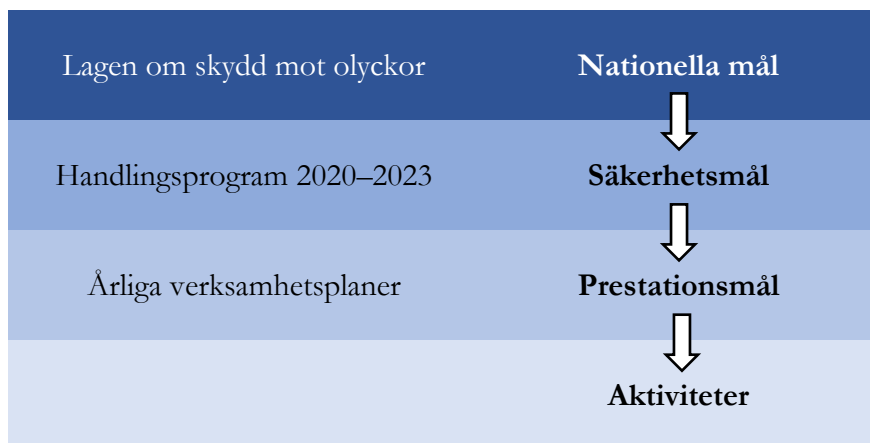 Lagen om skydd mot olyckor
Nationella mål
Handlingsprogram 2020–2023
Säkerhetsmål
Årliga verksamhetsplaner
Prestationsmål
Aktiviteter